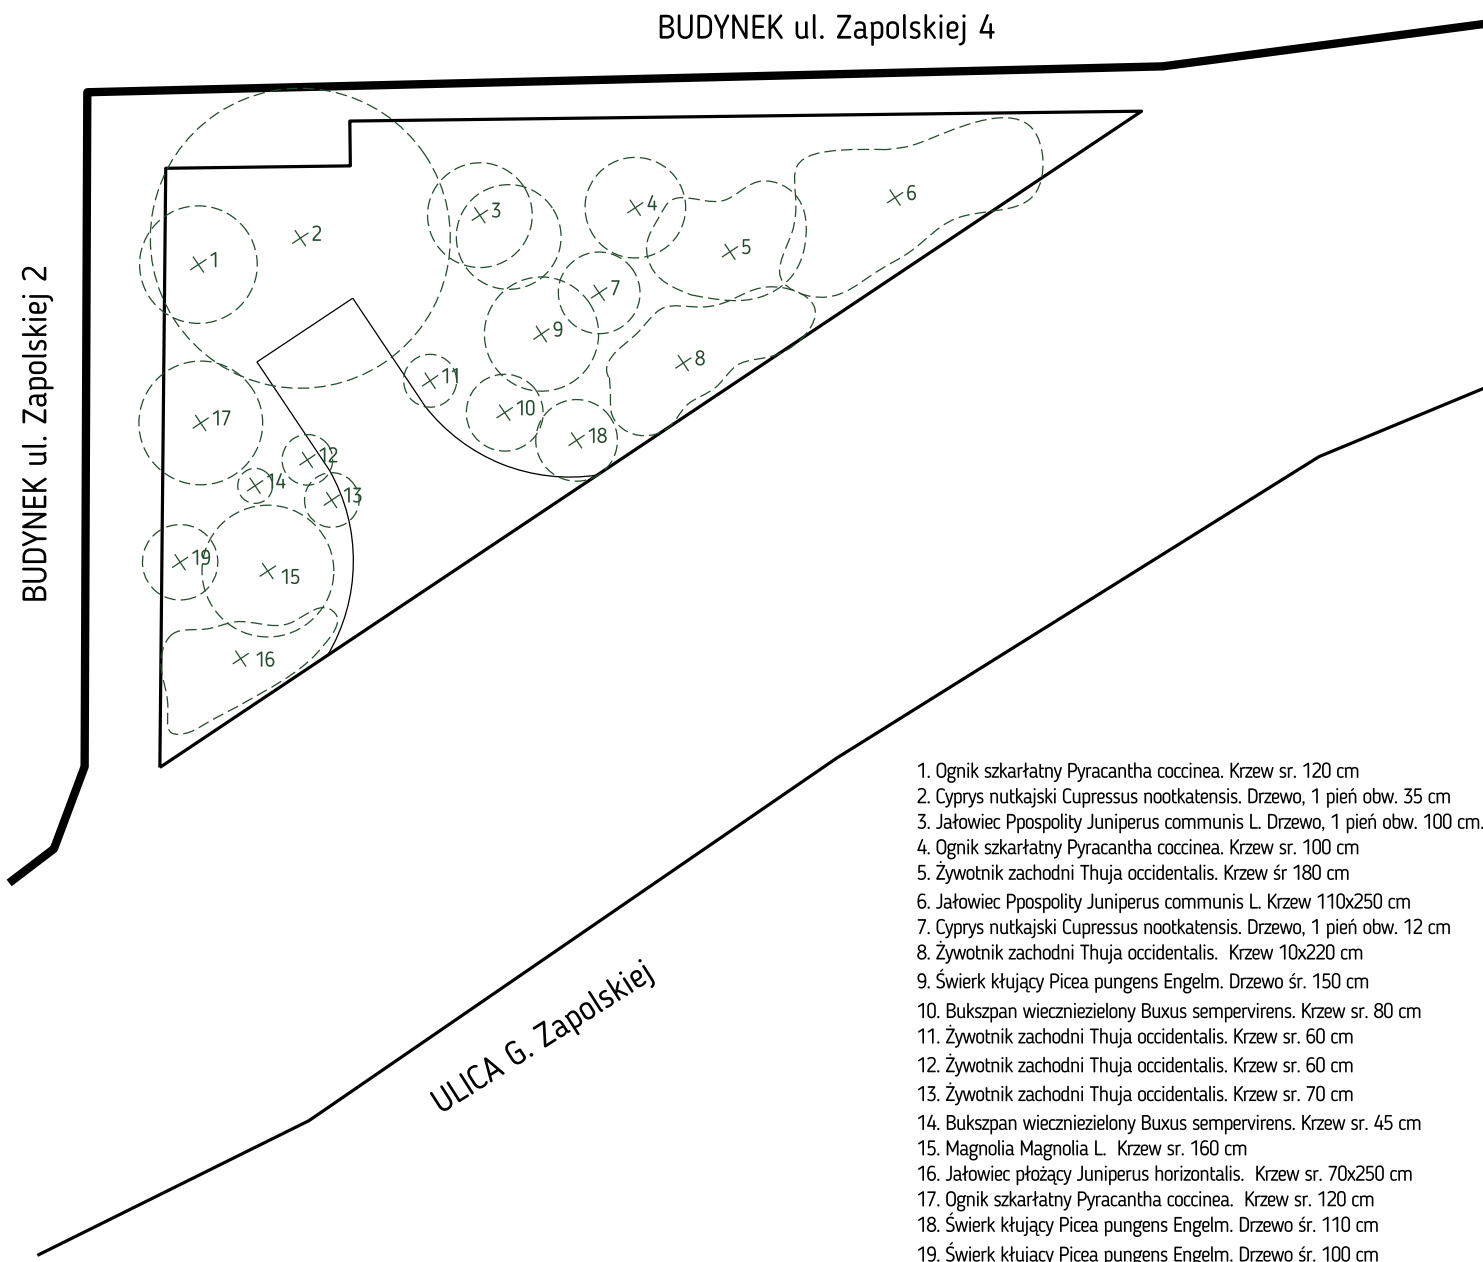 BUDYNEK ul. Zapolskiej 4
BUDYNEK ul. Zapolskiej 2
1
2
3
4
5
6
7
8
9
10
11
12
13
14
15
16
17
18
19
ULICA G. Zapolskiej
1. Ognik szkarłatny Pyracantha coccinea. Krzew sr. 120 cm
2. Cyprys nutkajski Cupressus nootkatensis. Drzewo, 1 pień obw. 35 cm
3. Jałowiec Ppospolity Juniperus communis L. Drzewo, 1 pień obw. 100 cm.
4. Ognik szkarłatny Pyracantha coccinea. Krzew sr. 100 cm
5. Żywotnik zachodni Thuja occidentalis. Krzew śr 180 cm
6. Jałowiec Ppospolity Juniperus communis L. Krzew 110x250 cm
7. Cyprys nutkajski Cupressus nootkatensis. Drzewo, 1 pień obw. 12 cm
8. Żywotnik zachodni Thuja occidentalis. Krzew 10x220 cm
9. Świerk kłujący Picea pungens Engelm. Drzewo śr. 150 cm
10. Bukszpan wieczniezielony Buxus sempervirens. Krzew sr. 80 cm
11. Żywotnik zachodni Thuja occidentalis. Krzew sr. 60 cm
12. Żywotnik zachodni Thuja occidentalis. Krzew sr. 60 cm
13. Żywotnik zachodni Thuja occidentalis. Krzew sr. 70 cm
14. Bukszpan wieczniezielony Buxus sempervirens. Krzew sr. 45 cm
15. Magnolia Magnolia L. Krzew sr. 160 cm
16. Jałowiec płożący Juniperus horizontalis. Krzew sr. 70x250 cm
17. Ognik szkarłatny Pyracantha coccinea. Krzew sr. 120 cm
18. Świerk kłujący Picea pungens Engelm. Drzewo śr. 110 cm
19. Świerk kłujący Picea pungens Engelm. Drzewo śr. 100 cm